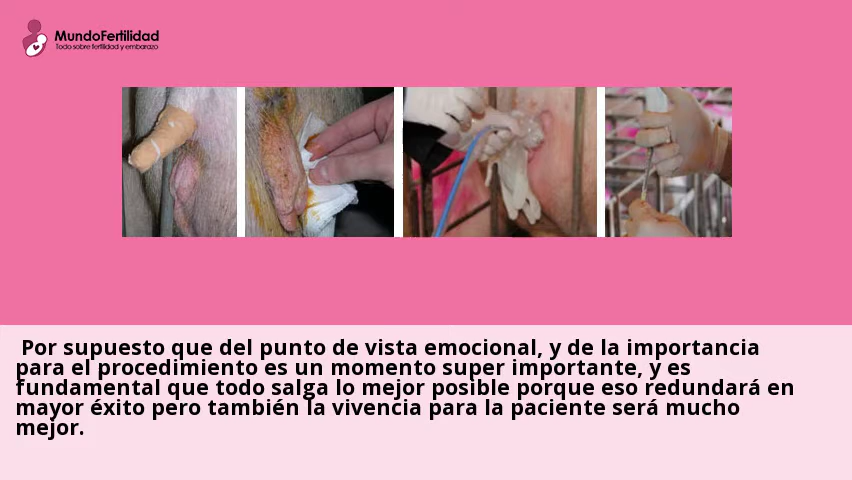 MundoFertilidad
Todo sobre fertilidad y embarazo
Por supuesto que del punto de vista emocional, y de la importancia
para el procedimiento es un momento super importante, y es
fundamental que todo salga lo mejor posible porque eso redundará en
mayor éxito pero también la vivencia para la paciente será mucho
mejor.